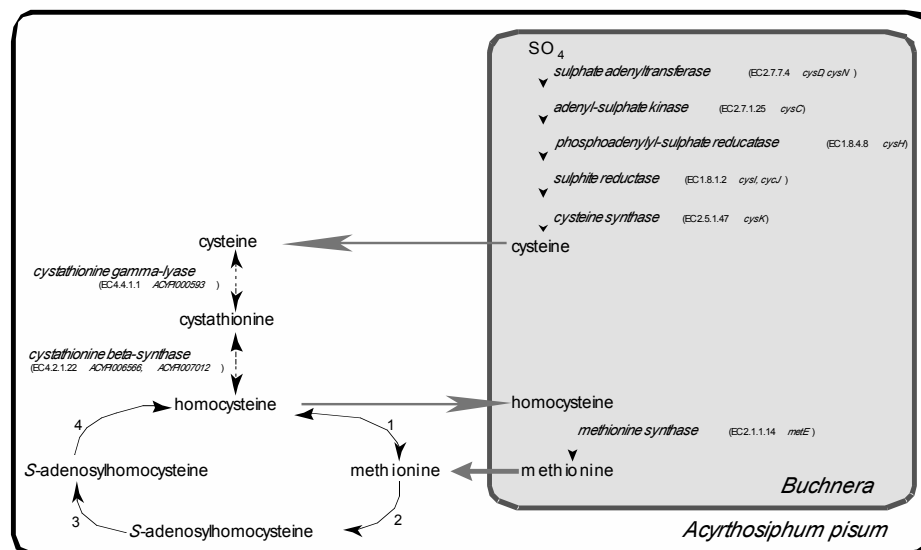 SO4
sulphate adenyltransferase (EC2.7.7.4 cysD, cysN )
adenyl-sulphate kinase (EC2.7.1.25 cysC)
phosphoadenylyl-sulphate reducatase (EC1.8.4.8 cysH)
sulphite reductase (EC1.8.1.2 cysI, cycJ )
cysteine synthase (EC2.5.1.47 cysK)
cysteine
cysteine
cystathionine gamma-lyase
(EC4.4.1.1 ACYPI000593 )
cystathionine
cystathionine beta-synthase
(EC4.2.1.22 ACYPI006566, ACYPI007012 )
homocysteine
homocysteine
4
1
methionine synthase (EC2.1.1.14 metE )
S-adenosylhomocysteine
methionine
methionine
Buchnera
3
S-adenosylhomocysteine
2
Acyrthosiphum pisum